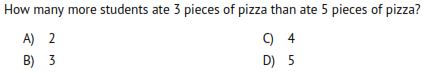 How many more students ate 3 pieces of pizza than ate 5 pieces of pizza?
A) 2 C) 4
B) 3 D) 5